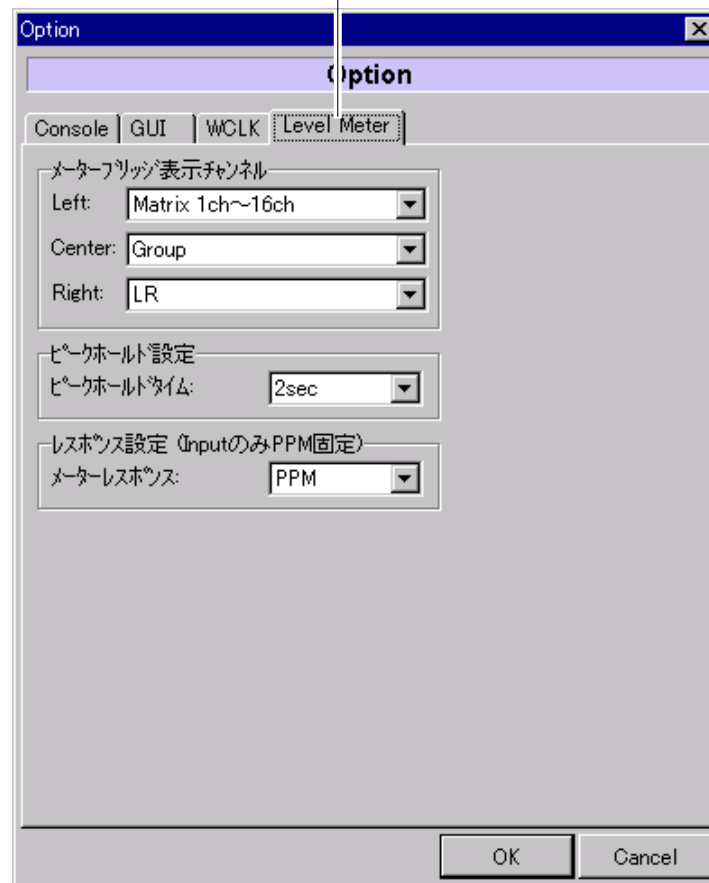 Option
Option
Console GUI WCLK Level Meter
メーターブリッジ表示チャンネル
Left: Matrix 1ch～16ch
Center: Group
Right: LR
ピークホールド設定
ピークホールドタイム: 2sec
レスポンス設定 (InputのみPPM固定)
メーターレスポンス: PPM
OK Cancel